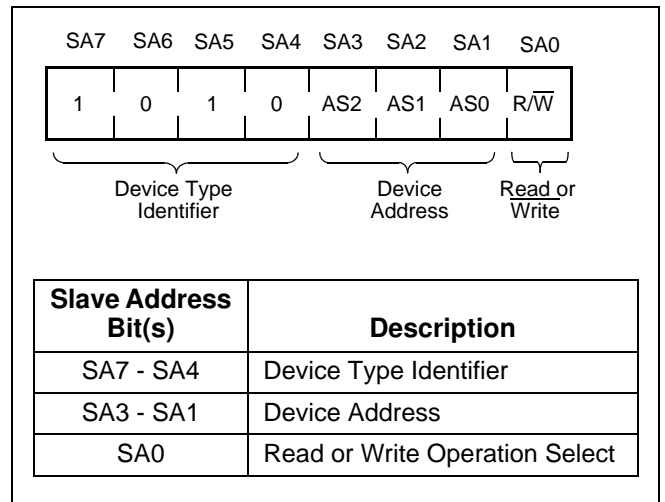 SA7 SA6 SA5 SA4 SA3 SA2 SA1 SA0
1 0 1 0 AS2 AS1 AS0 R/W̅
Device Type Identifier
Device Address
Read or Write
Slave Address Bit(s) Description
SA7 - SA4 Device Type Identifier
SA3 - SA1 Device Address
SA0 Read or Write Operation Select